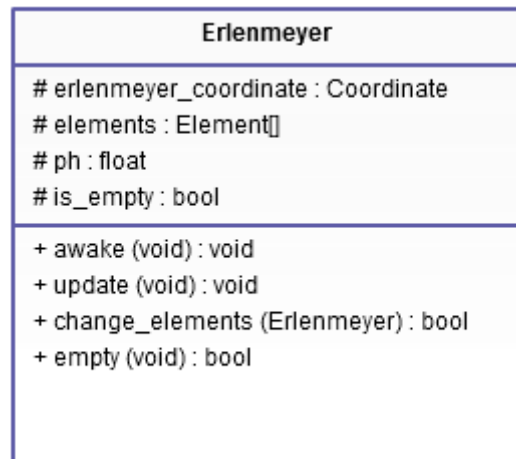 Erlenmeyer
# erlenmeyer_coordinate : Coordinate
# elements : Element[]
# ph : float
# is_empty : bool
+ awake (void) : void
+ update (void) : void
+ change_elements (Erlenmeyer) : bool
+ empty (void) : bool